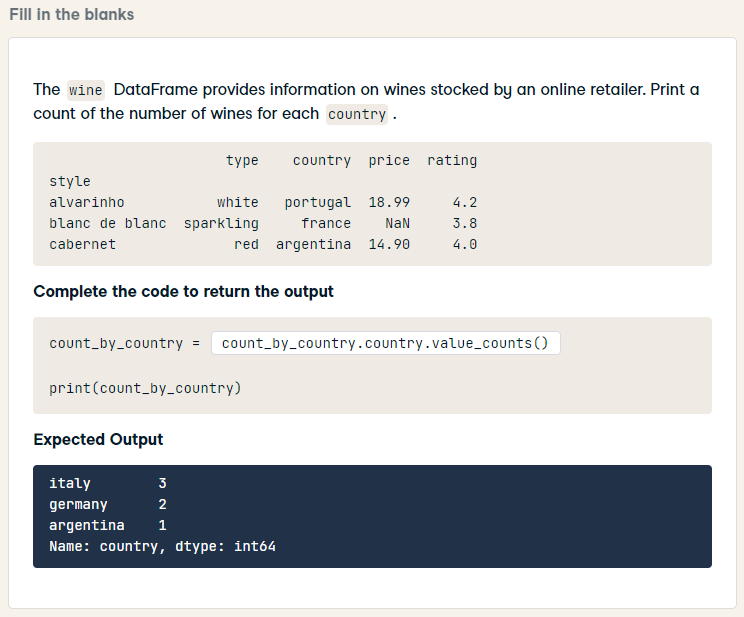 Fill in the blanks
The wine DataFrame provides information on wines stocked by an online retailer. Print a
count of the number of wines for each country .
type country price rating
style
alvarinho white portugal 18.99 4.2
blanc de blanc sparkling france NaN 3.8
cabernet red argentina 14.90 4.0
Complete the code to return the output
count_by_country = count_by_country.country.value_counts()
print(count_by_country)
Expected Output
italy 3
germany 2
argentina 1
Name: country, dtype: int64